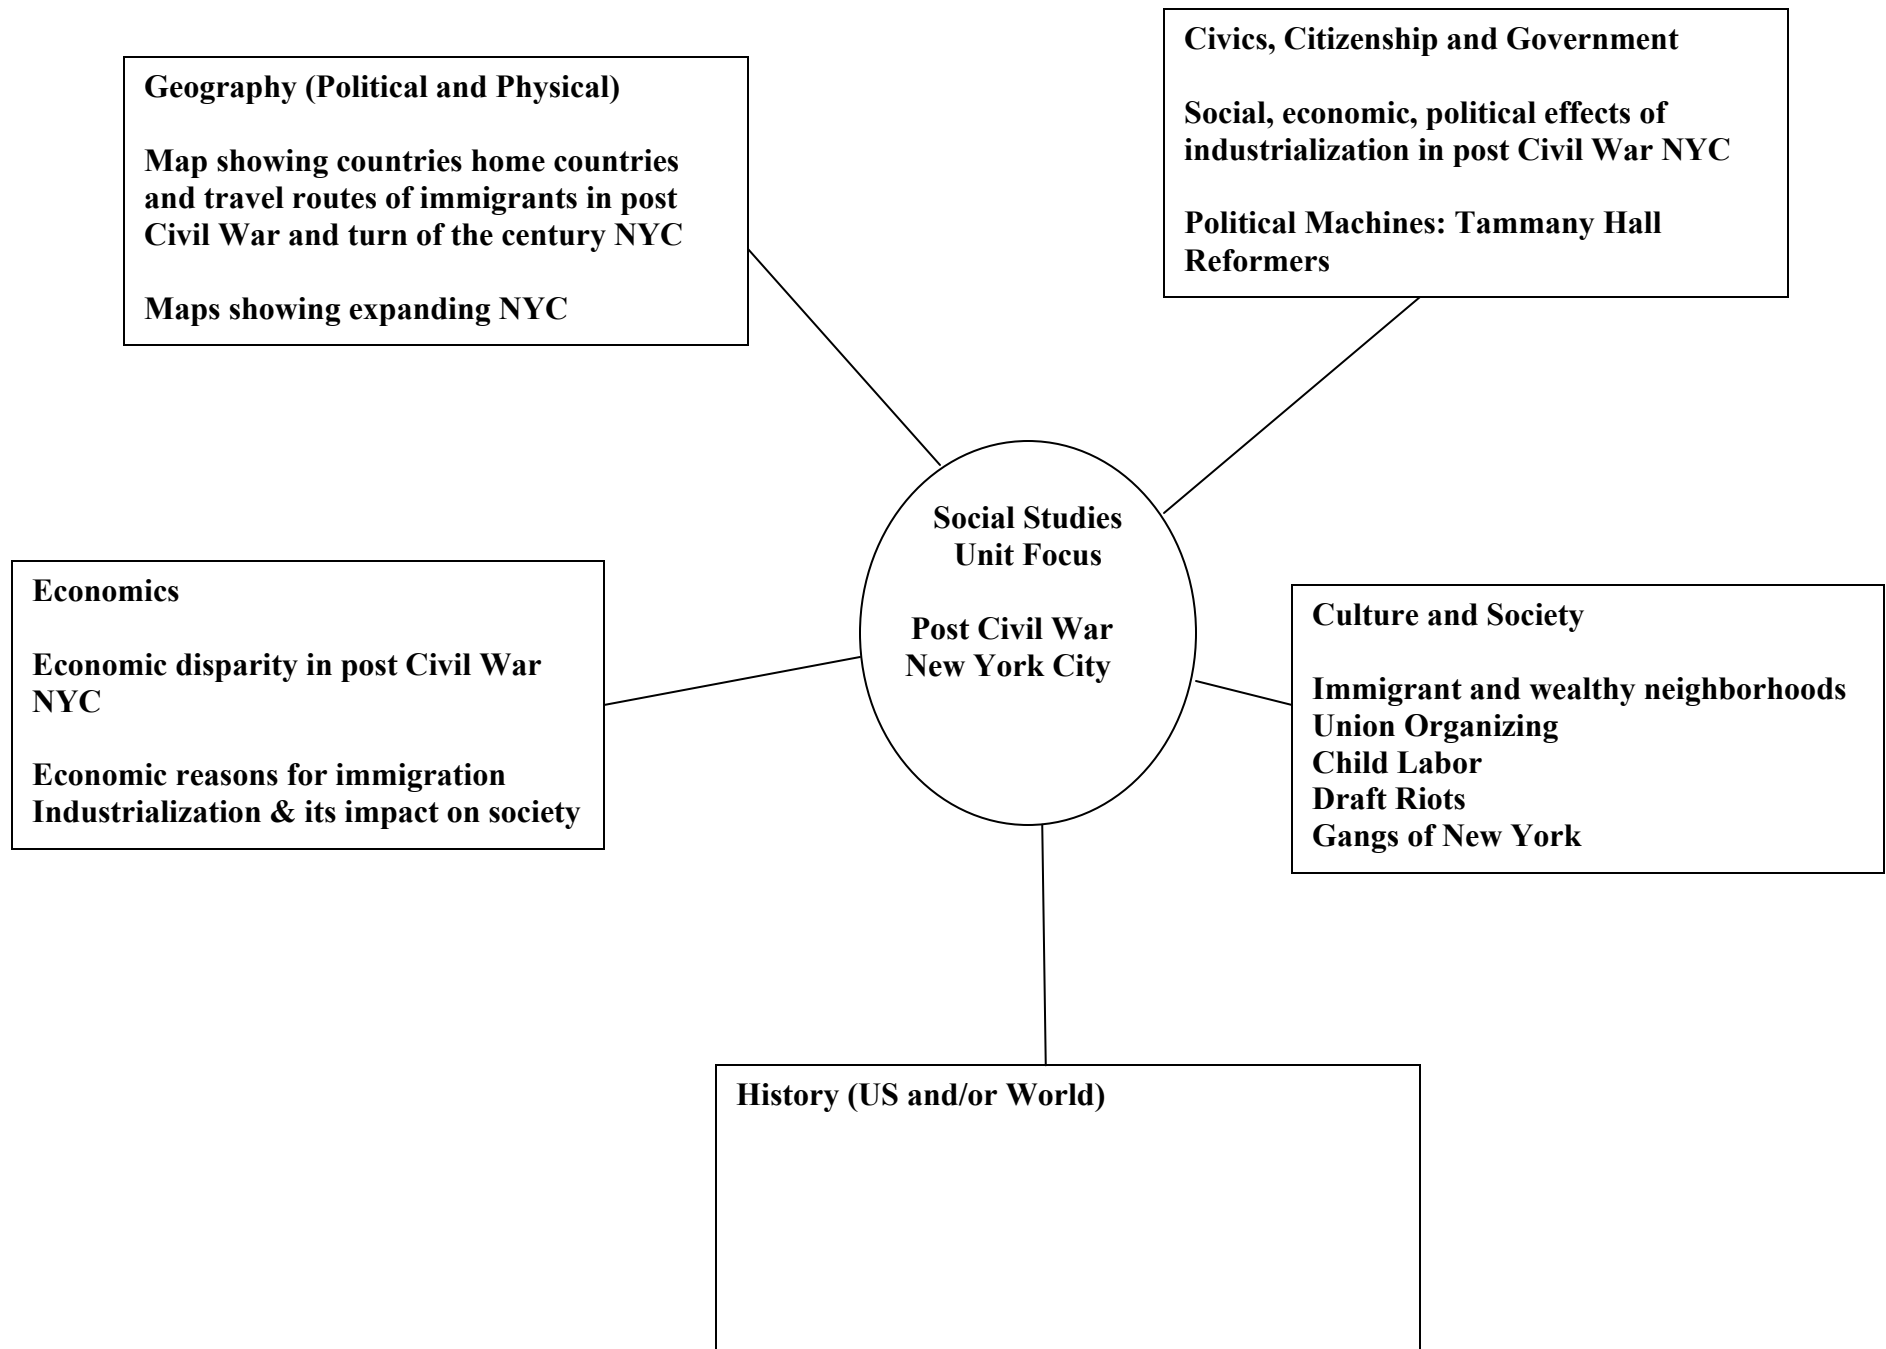 Geography (Political and Physical)
Map showing countries home countries
and travel routes of immigrants in post
Civil War and turn of the century NYC
Maps showing expanding NYC
Civics, Citizenship and Government
Social, economic, political effects of
industrialization in post Civil War NYC
Political Machines: Tammany Hall
Reformers
Social Studies
Unit Focus
Post Civil War
New York City
Economics
Economic disparity in post Civil War
NYC
Economic reasons for immigration
Industrialization & its impact on society
Culture and Society
Immigrant and wealthy neighborhoods
Union Organizing
Child Labor
Draft Riots
Gangs of New York
History (US and/or World)